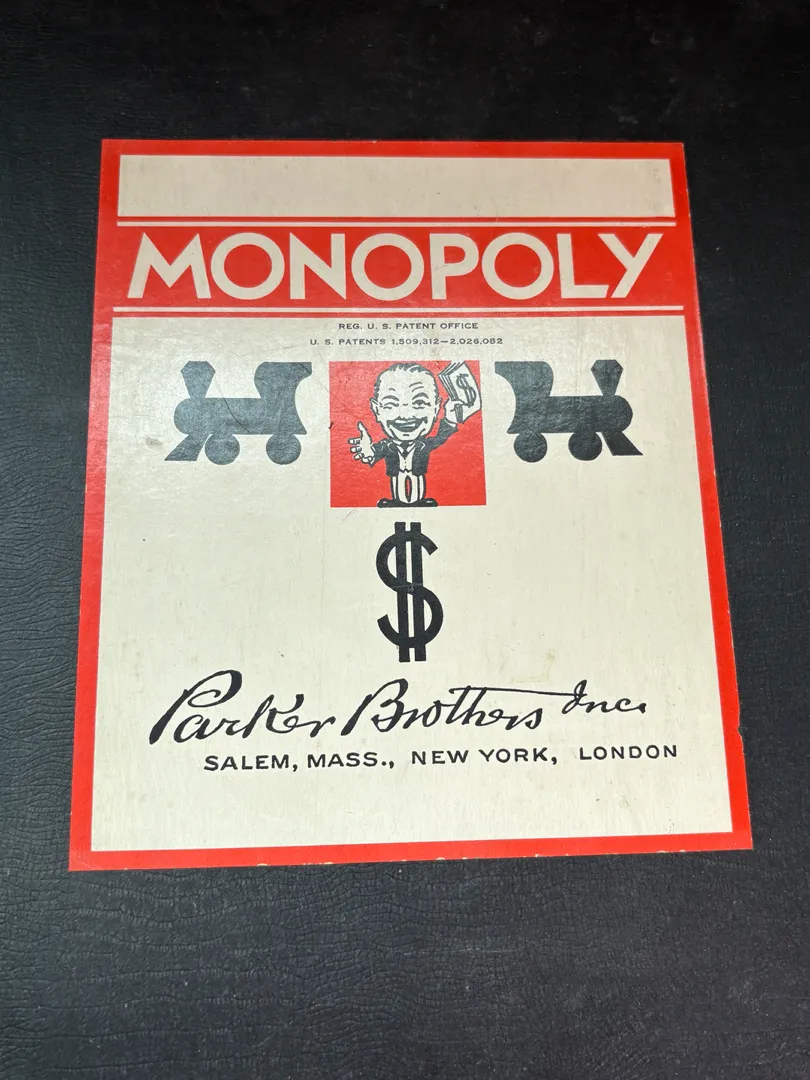 MONOPOLY
REG. U. S. PATENT OFFICE
U. S. PATENTS 1,509,312—2,026,082
$
$
Parker Brothers Inc.
SALEM, MASS., NEW YORK, LONDON